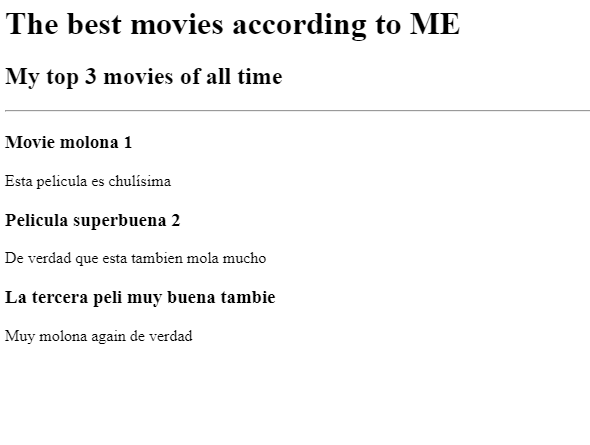 The best movies according to ME
My top 3 movies of all time
Movie molona 1
Esta pelicula es chulísima
Pelicula superbuena 2
De verdad que esta tambien mola mucho
La tercera peli muy buena tambie
Muy molona again de verdad